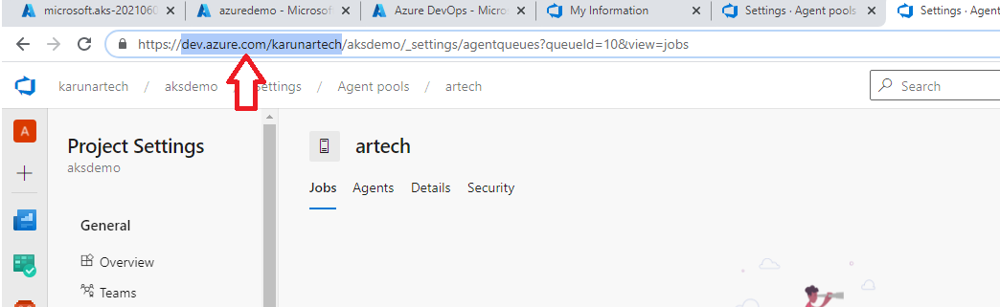 microsoft.aks-2021060
azuredemo - Microsof
Azure DevOps - Micro
My Information
Settings · Agent pools
Settings · Agent
https://dev.azure.com/karunartech/aksdemo/_settings/agentqueues?queueId=10&view=jobs
karunartech / aksdemo / Settings / Agent pools / artech
Search
A
Project Settings
aksdemo
artech
Jobs Agents Details Security
General
Overview
Teams